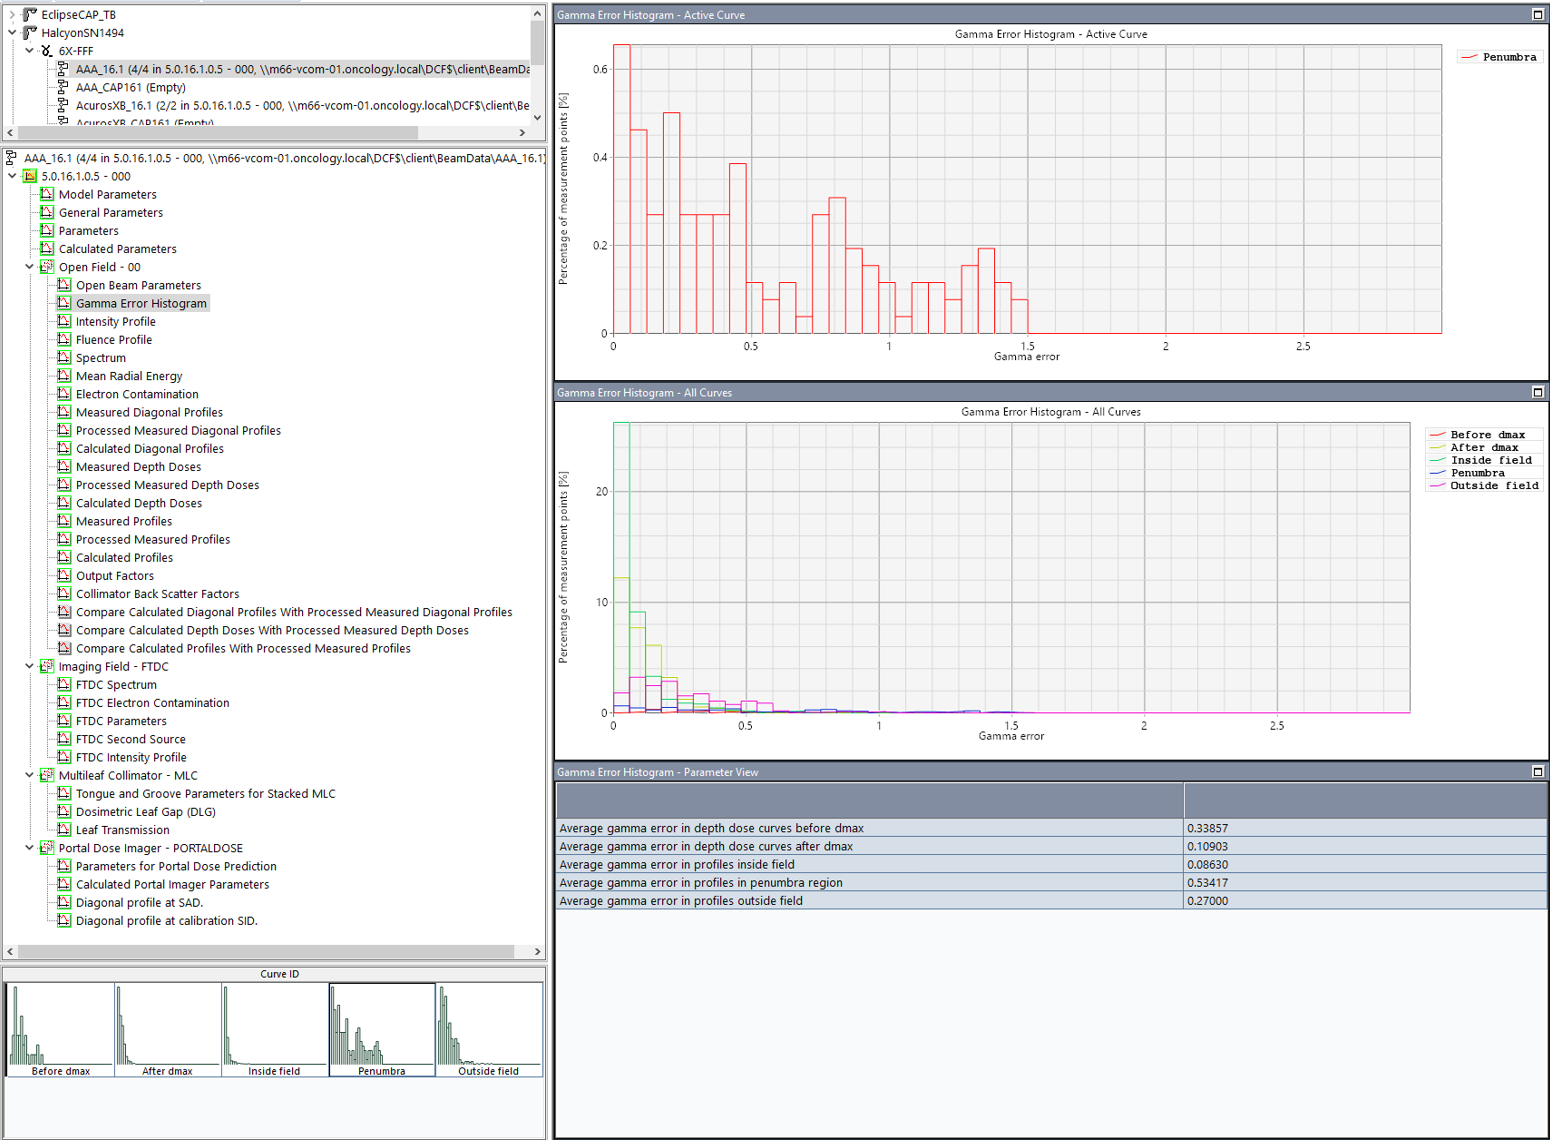 EclipseCAP_TB
HalcyonSN1494
6X-FFF
AAA_16.1 (4/4 in 5.0.16.1.0.5 - 000, \\m66-vcom-01.oncology.local\DCF$\client\BeamDa
AAA_CAP161 (Empty)
AcurosXB_16.1 (2/2 in 5.0.16.1.0.5 - 000, \\m66-vcom-01.oncology.local\DCF$\client\Be
AcurosXB_CAP161 (Empty)
AAA_16.1 (4/4 in 5.0.16.1.0.5 - 000, \\m66-vcom-01.oncology.local\DCF$\client\BeamData\AAA_16.1)
5.0.16.1.0.5 - 000
Model Parameters
General Parameters
Parameters
Calculated Parameters
Open Field - 00
Open Beam Parameters
Gamma Error Histogram
Intensity Profile
Fluence Profile
Spectrum
Mean Radial Energy
Electron Contamination
Measured Diagonal Profiles
Processed Measured Diagonal Profiles
Calculated Diagonal Profiles
Measured Depth Doses
Processed Measured Depth Doses
Calculated Depth Doses
Measured Profiles
Processed Measured Profiles
Calculated Profiles
Output Factors
Collimator Back Scatter Factors
Compare Calculated Diagonal Profiles With Processed Measured Diagonal Profiles
Compare Calculated Depth Doses With Processed Measured Depth Doses
Compare Calculated Profiles With Processed Measured Profiles
Imaging Field - FTDC
FTDC Spectrum
FTDC Electron Contamination
FTDC Parameters
FTDC Second Source
FTDC Intensity Profile
Multileaf Collimator - MLC
Tongue and Groove Parameters for Stacked MLC
Dosimetric Leaf Gap (DLG)
Leaf Transmission
Portal Dose Imager - PORTALDOSE
Parameters for Portal Dose Prediction
Calculated Portal Imager Parameters
Diagonal profile at SAD.
Diagonal profile at calibration SID.
Curve ID
Before dmax
After dmax
Inside field
Penumbra
Outside field
Gamma Error Histogram - Active Curve
Gamma Error Histogram - Active Curve
Penumbra
Percentage of measurement points [%]
0.6
0.4
0.2
0
0
0.5
1
1.5
2
2.5
Gamma error
Gamma Error Histogram - All Curves
Gamma Error Histogram - All Curves
Before dmax
After dmax
Inside field
Penumbra
Outside field
Percentage of measurement points [%]
20
10
0
0
0.5
1
1.5
2
2.5
Gamma error
Gamma Error Histogram - Parameter View
Average gamma error in depth dose curves before dmax 0.33857
Average gamma error in depth dose curves after dmax 0.10903
Average gamma error in profiles inside field 0.08630
Average gamma error in profiles in penumbra region 0.53417
Average gamma error in profiles outside field 0.27000